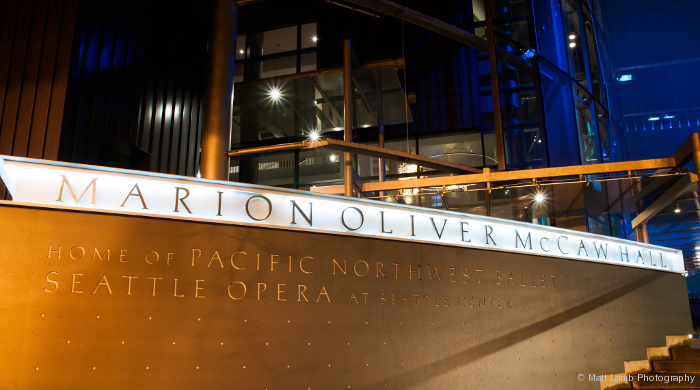 MARION OLIVER McCAW HALL
HOME OF PACIFIC NORTHWEST BALLET
SEATTLE OPERA AT SEATTLE CENTER
© Matt Lamb Photography